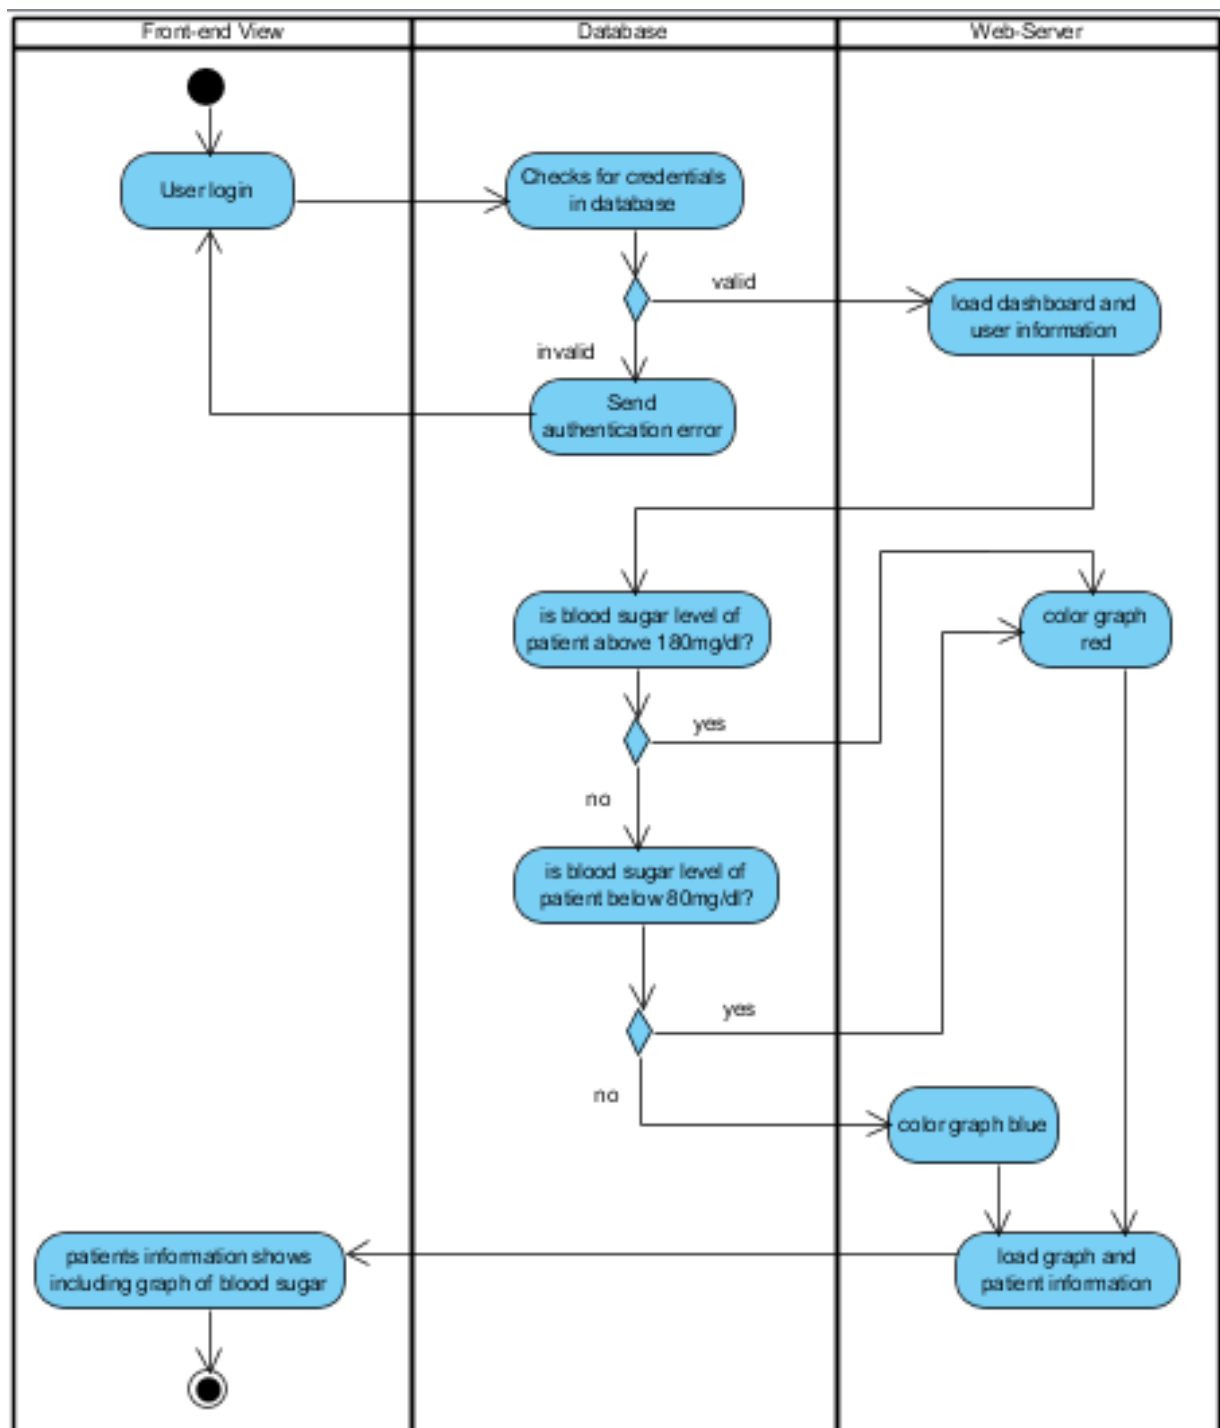 Front-end View
Database
Web-Server
User login
Checks for credentials
in database
valid
load dashboard and
user information
invalid
Send
authentication error
is blood sugar level of
patient above 180mg/dl?
color graph
red
yes
no
is blood sugar level of
patient below 80mg/dl?
yes
no
color graph blue
patients information shows
including graph of blood sugar
load graph and
patient information